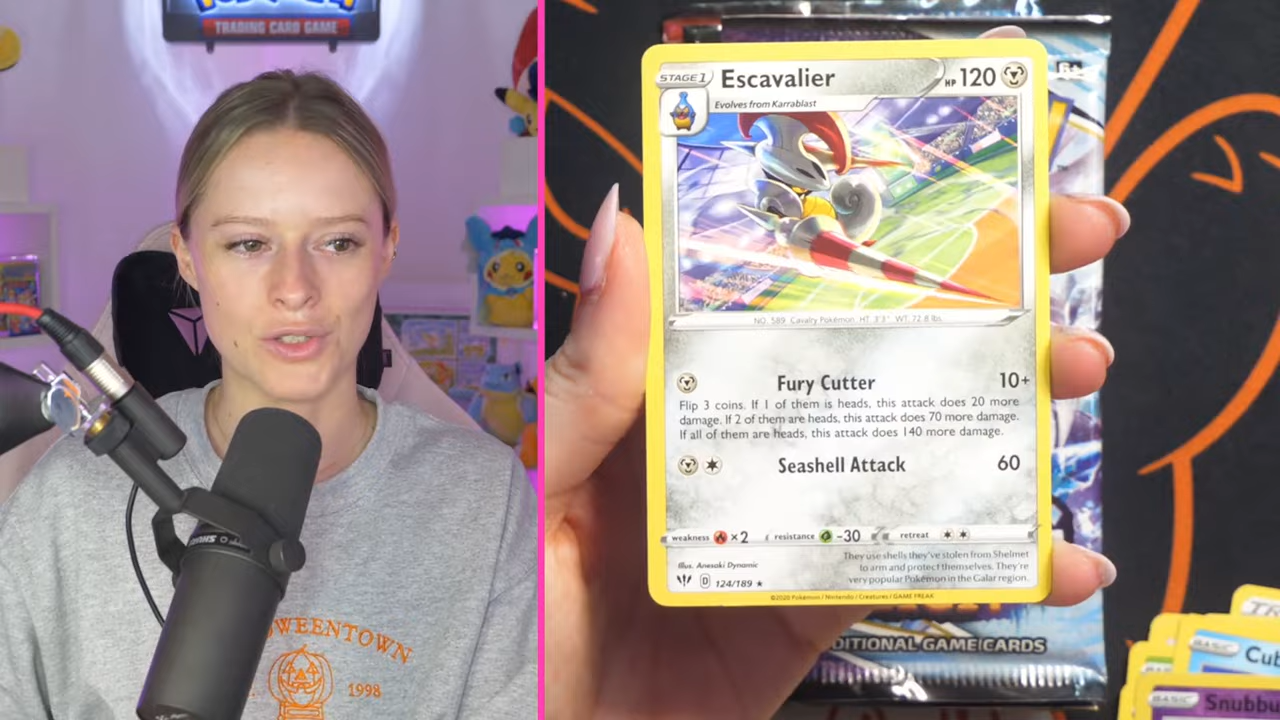 TRADING CARD GAME
WEENTOWN
1998
STAGE 1
Escavalier
HP 120
Evolves from Karrablast
NO. 589 Cavalry Pokémon HT: 3'3" WT: 72.8 lbs.
Fury Cutter 10+
Flip 3 coins. If 1 of them is heads, this attack does 20 more
damage. If 2 of them are heads, this attack does 70 more damage.
If all of them are heads, this attack does 140 more damage.
Seashell Attack 60
weakness ×2 resistance -30 retreat
Illus. Anesaki Dynamic
D 124/189 ★
They use shells they've stolen from Shelmet
to arm and protect themselves. They're
very popular Pokémon in the Galar region.
©2020 Pokémon / Nintendo / Creatures / GAME FREAK
6+
DITIONAL GAME CARDS
BASIC Cub
BASIC Snubbu